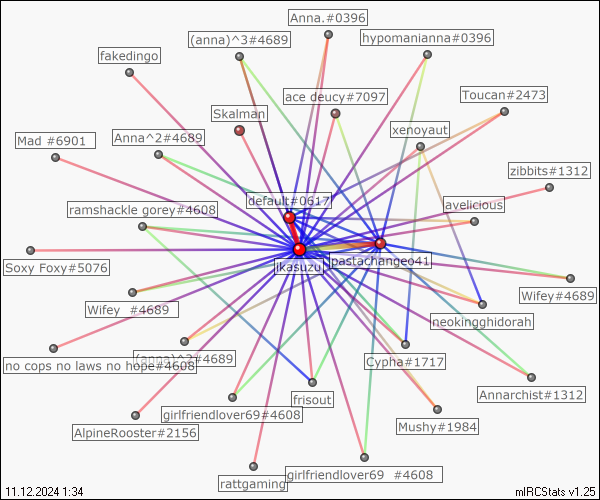 Anna.#0396
(anna)^3#4689
hypomanianna#0396
fakedingo
ace deucy#7097
Toucan#2473
Skalman
xenoyaut
Mad #6901
Anna^2#4689
zibbits#1312
default#0617
avelicious
ramshackle gorey#4608
pastachangeo41
Soxy Foxy#5076
jkasuzu
Wifey#4689
Wifey #4689
neokingghidorah
(anna)^2#4689
no cops no laws no hope#4608
Cypha#1717
Annarchist#1312
frisout
girlfriendlover69#4608
Mushy#1984
AlpineRooster#2156
girlfriendlover69 #4608
rattgaming
11.12.2024 1:34
mIRCStats v1.25